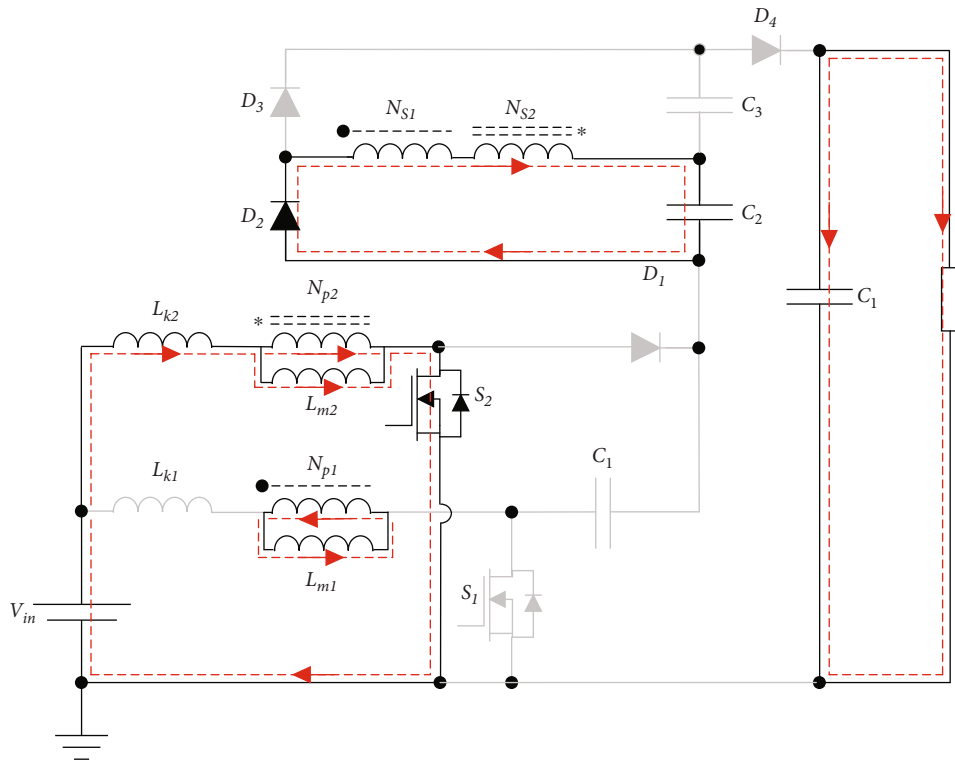 D4
D3
NS1
NS2
*
C3
D2
C2
D1
Np2
Lk2
*
C1
Lm2
S2
Np1
C1
Lk1
Lm1
S1
Vin